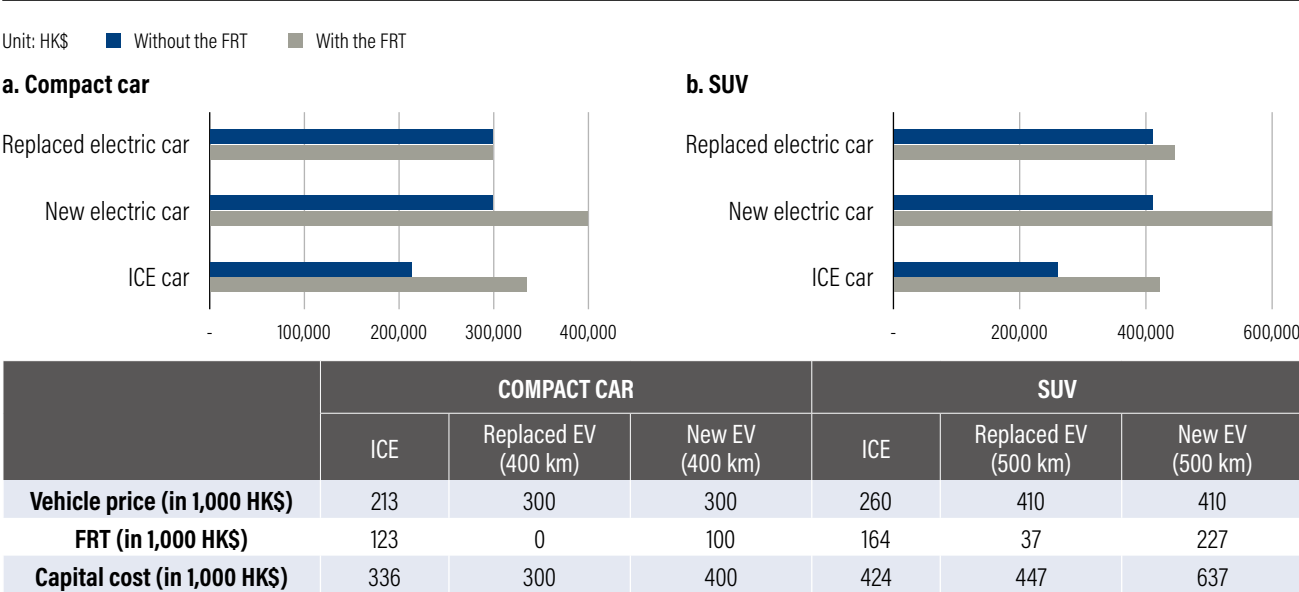 Unit: HK$ Without the FRT With the FRT
a. Compact car
Replaced electric car
New electric car
ICE car
- 100,000 200,000 300,000 400,000
b. SUV
Replaced electric car
New electric car
ICE car
- 200,000 400,000 600,000
COMPACT CAR SUV
ICE Replaced EV (400 km) New EV (400 km) ICE Replaced EV (500 km) New EV (500 km)
Vehicle price (in 1,000 HK$) 213 300 300 260 410 410
FRT (in 1,000 HK$) 123 0 100 164 37 227
Capital cost (in 1,000 HK$) 336 300 400 424 447 637